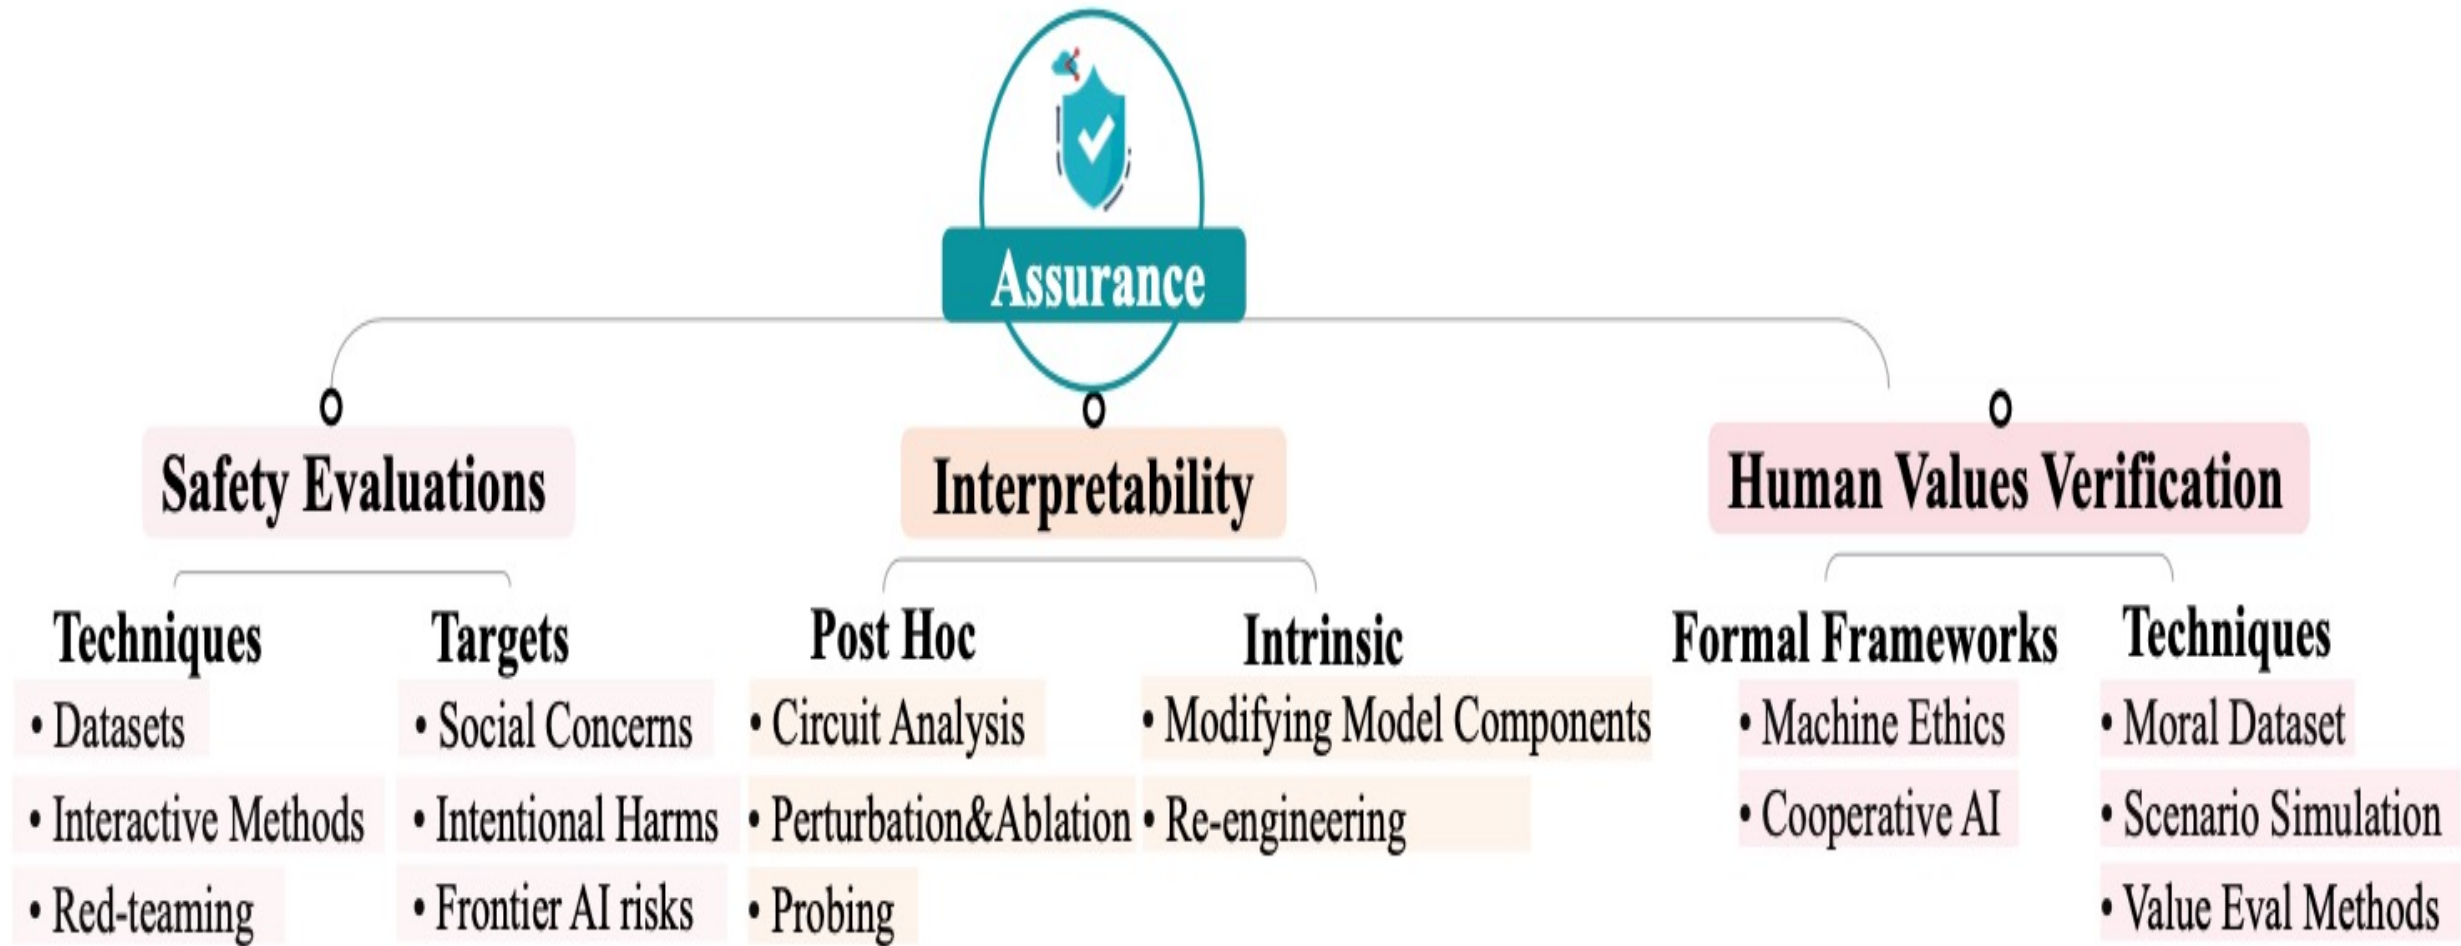 Assurance
Safety Evaluations
Techniques
• Datasets
• Interactive Methods
• Red-teaming
Targets
• Social Concerns
• Intentional Harms
• Frontier AI risks
Interpretability
Post Hoc
• Circuit Analysis
• Perturbation&Ablation
• Probing
Intrinsic
• Modifying Model Components
• Re-engineering
Human Values Verification
Formal Frameworks
• Machine Ethics
• Cooperative AI
Techniques
• Moral Dataset
• Scenario Simulation
• Value Eval Methods